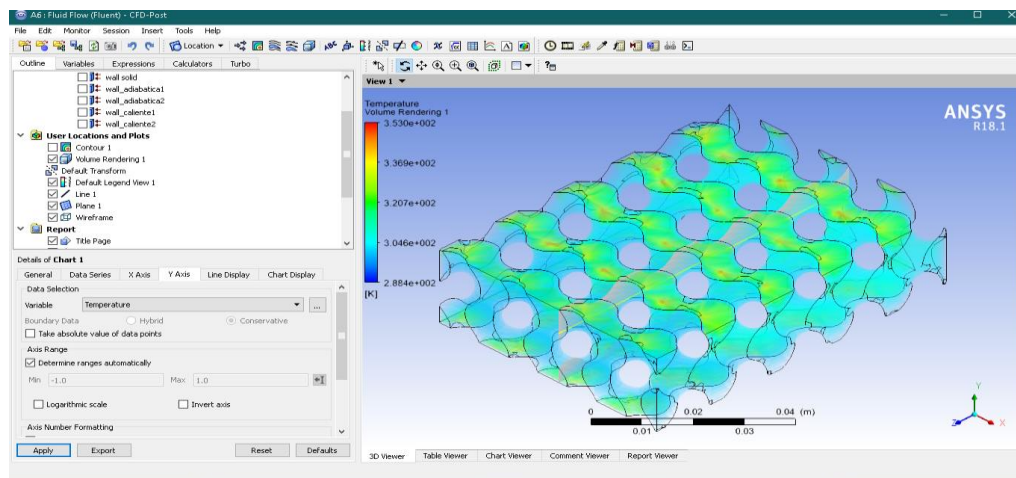 A6 : Fluid Flow (Fluent) - CFD-Post
File Edit Monitor Session Insert Tools Help
Location
Outline Variables Expressions Calculators Turbo
wall solid
wall_adiabatica1
wall_adiabatica2
wall_caliente1
wall_caliente2
User Locations and Plots
Contour 1
Volume Rendering 1
Default Transform
Default Legend View 1
Line 1
Plane 1
Wireframe
Report
Title Page
Details of Chart 1
General Data Series X Axis Y Axis Line Display Chart Display
Data Selection
Variable Temperature ...
Boundary Data Hybrid Conservative
Take absolute value of data points
Axis Range
Determine ranges automatically
Min -1.0 Max 1.0
Logarithmic scale Invert axis
Axis Number Formatting
Apply Export Reset Defaults
View 1
Temperature
Volume Rendering 1
3.530e+002
3.369e+002
3.207e+002
3.046e+002
2.884e+002
[K]
ANSYS
R18.1
0 0.02 0.04 (m)
0.01 0.03
Y
Z X
3D Viewer Table Viewer Chart Viewer Comment Viewer Report Viewer